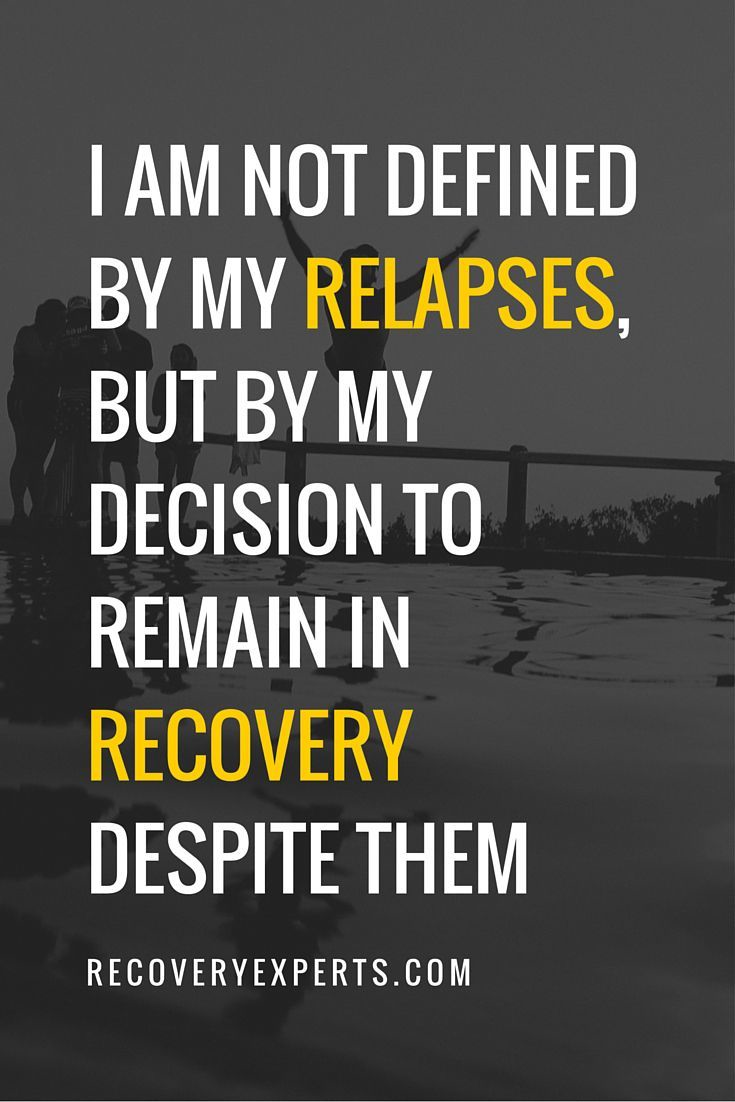 I AM NOT DEFINED
BY MY RELAPSES,
BUT BY MY
DECISION TO
REMAIN IN
RECOVERY
DESPITE THEM
RECOVERYEXPERTS.COM